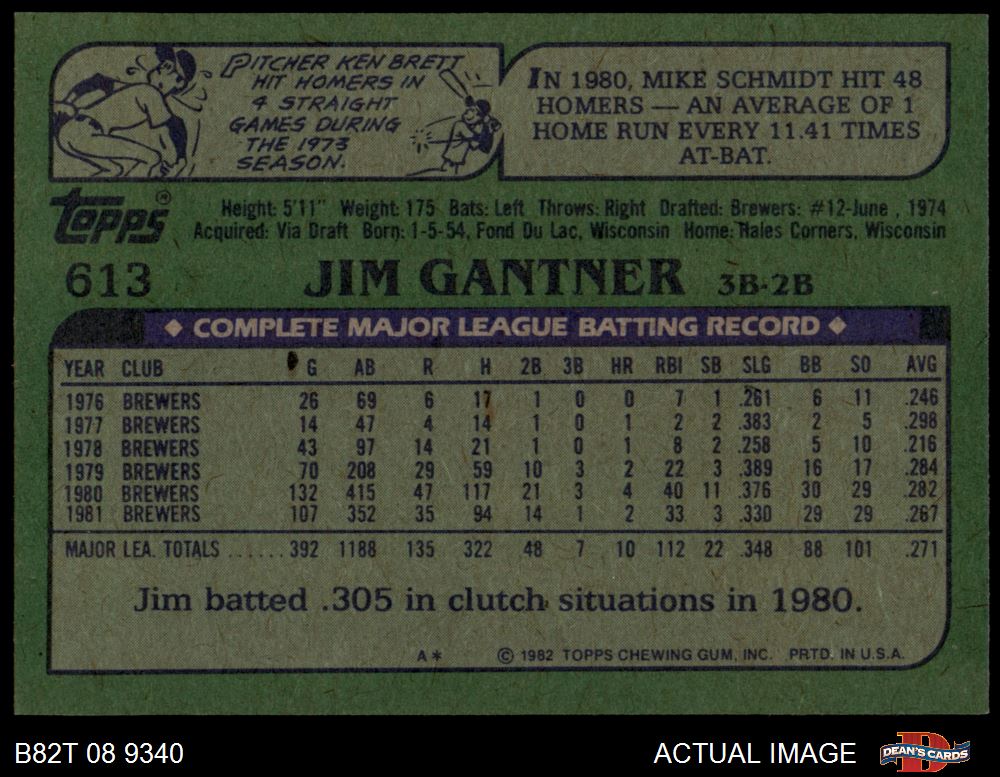 PITCHER KEN BRETT
HIT HOMERS IN
4 STRAIGHT
GAMES DURING
THE 1973
SEASON.
IN 1980, MIKE SCHMIDT HIT 48
HOMERS — AN AVERAGE OF 1
HOME RUN EVERY 11.41 TIMES
AT-BAT.
Topps®
Height: 5'11" Weight: 175 Bats: Left Throws: Right Drafted: Brewers: #12-June , 1974
Acquired: Via Draft Born: 1-5-54, Fond Du Lac, Wisconsin Home: Hales Corners, Wisconsin
613 JIM GANTNER 3B-2B
◆ COMPLETE MAJOR LEAGUE BATTING RECORD ◆
YEAR CLUB G AB R H 2B 3B HR RBI SB SLG BB SO AVG
1976 BREWERS 26 69 6 17 1 0 0 7 1 .261 6 11 .246
1977 BREWERS 14 47 4 14 1 0 1 2 2 .383 2 5 .298
1978 BREWERS 43 97 14 21 1 0 1 8 2 .258 5 10 .216
1979 BREWERS 70 208 29 59 10 3 2 22 3 .389 16 17 .284
1980 BREWERS 132 415 47 117 21 3 4 40 11 .376 30 29 .282
1981 BREWERS 107 352 35 94 14 1 2 33 3 .330 29 29 .267
MAJOR LEA. TOTALS ...... 392 1188 135 322 48 7 10 112 22 .348 88 101 .271
Jim batted .305 in clutch situations in 1980.
A* © 1982 TOPPS CHEWING GUM, INC. PRTD. IN U.S.A.
B82T 08 9340 ACTUAL IMAGE DEAN'S CARDS